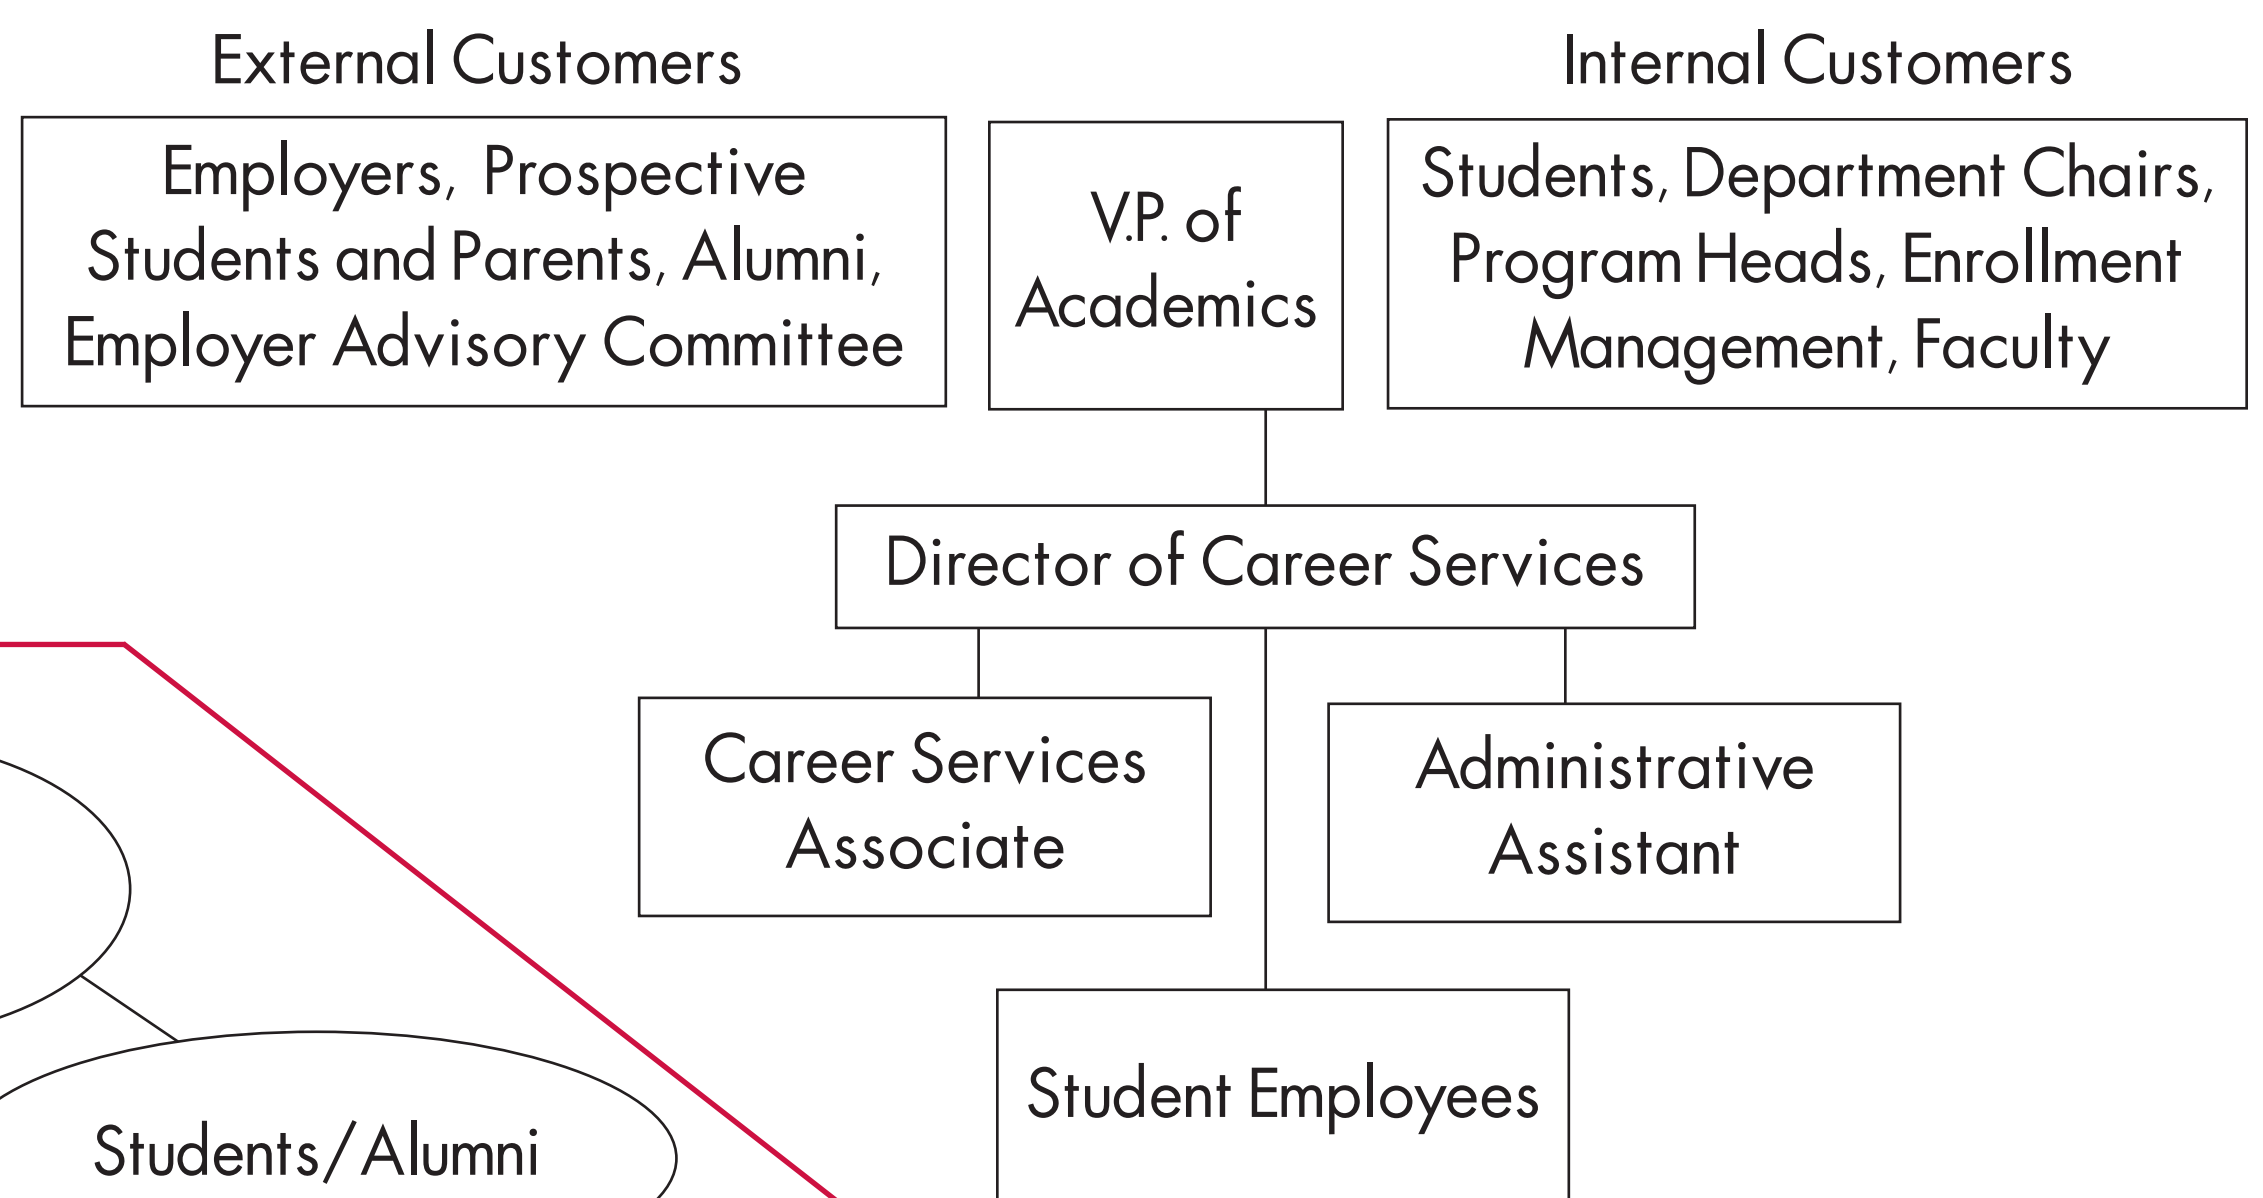 External Customers
Employers, Prospective
Students and Parents, Alumni,
Employer Advisory Committee
V.P. of
Academics
Internal Customers
Students, Department Chairs,
Program Heads, Enrollment
Management, Faculty
Director of Career Services
Career Services
Associate
Administrative
Assistant
Student Employees
Students/Alumni